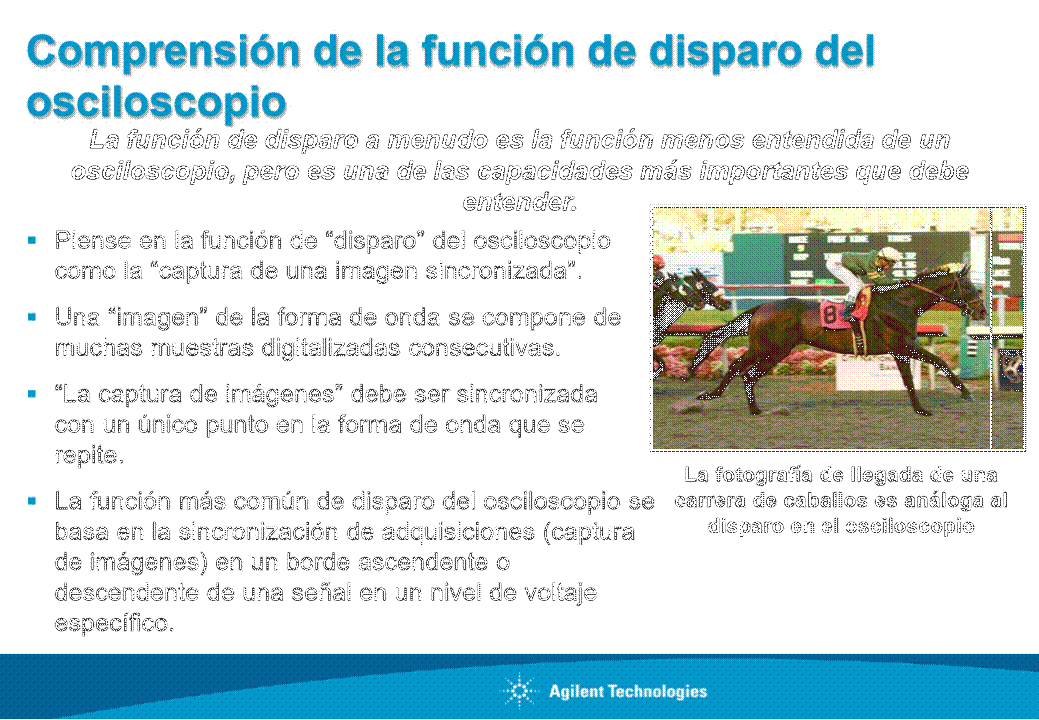 Comprensión de la función de disparo del
osciloscopio
La función de disparo a menudo es la función menos entendida de un
osciloscopio, pero es una de las capacidades más importantes que debe
entender.
▪ Piense en la función de “disparo” del osciloscopio
como la “captura de una imagen sincronizada”.
▪ Una “imagen” de la forma de onda se compone de
muchas muestras digitalizadas consecutivas.
▪ “La captura de imágenes” debe ser sincronizada
con un único punto en la forma de onda que se
repite.
▪ La función más común de disparo del osciloscopio se
basa en la sincronización de adquisiciones (captura
de imágenes) en un borde ascendente o
descendente de una señal en un nivel de voltaje
específico.
8
La fotografía de llegada de una
carrera de caballos es análoga al
disparo en el osciloscopio
Agilent Technologies